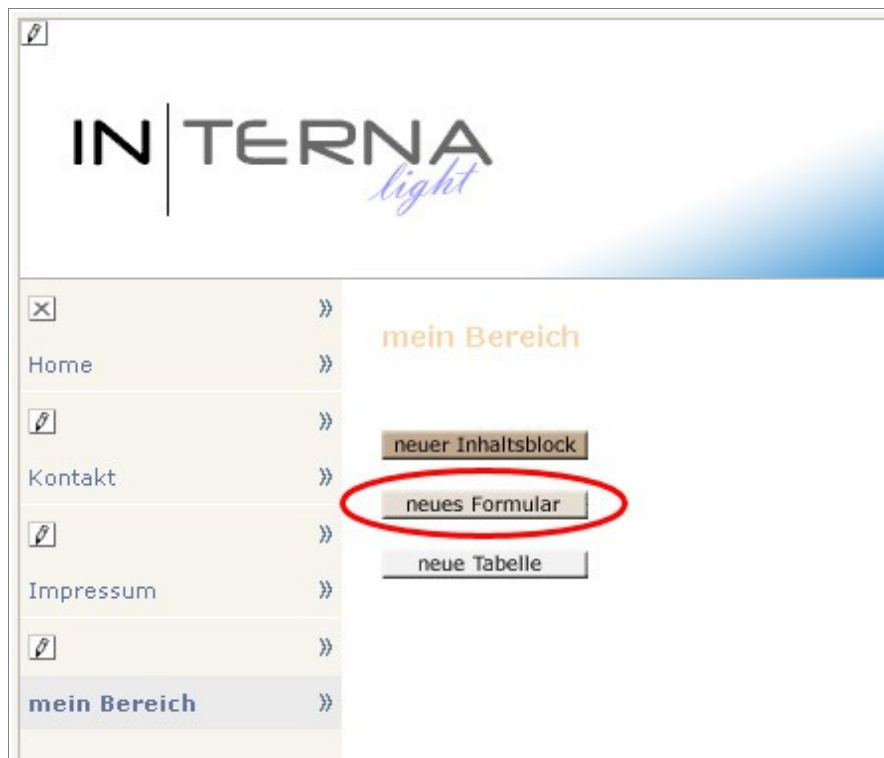 IN TERNA
light
»
Home »
»
Kontakt »
»
Impressum »
»
mein Bereich »
mein Bereich
neuer Inhaltsblock
neues Formular
neue Tabelle